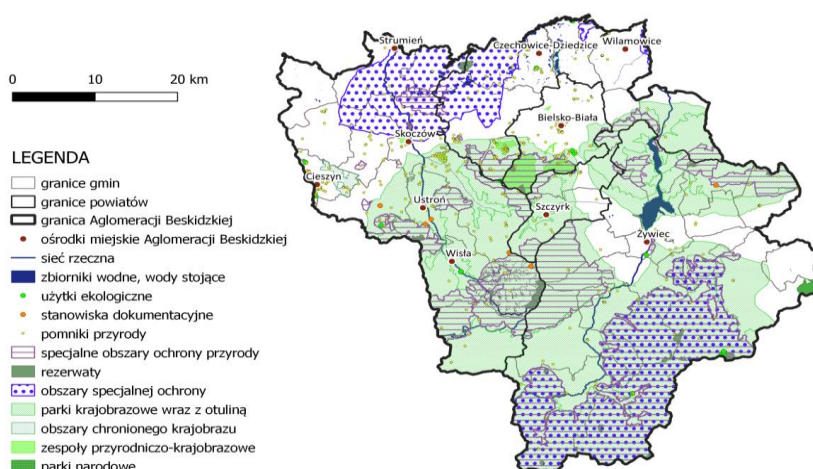 Strumień
Czechowice-Dziedzice
Wilamowice
0 10 20 km
Bielsko-Biała
Skoczów
LEGENDA
Cieszyn
granice gmin
granice powiatów
Ustroń
Szczyrk
granica Aglomeracji Beskidzkiej
ośrodki miejskie Aglomeracji Beskidzkiej
Żywiec
sieć rzeczna
Wisła
zbiorniki wodne, wody stojące
użytki ekologiczne
stanowiska dokumentacyjne
pomniki przyrody
specjalne obszary ochrony przyrody
rezerwaty
obszary specjalnej ochrony
parki krajobrazowe wraz z otuliną
obszary chronionego krajobrazu
zespoły przyrodniczo-krajobrazowe
parki narodowe